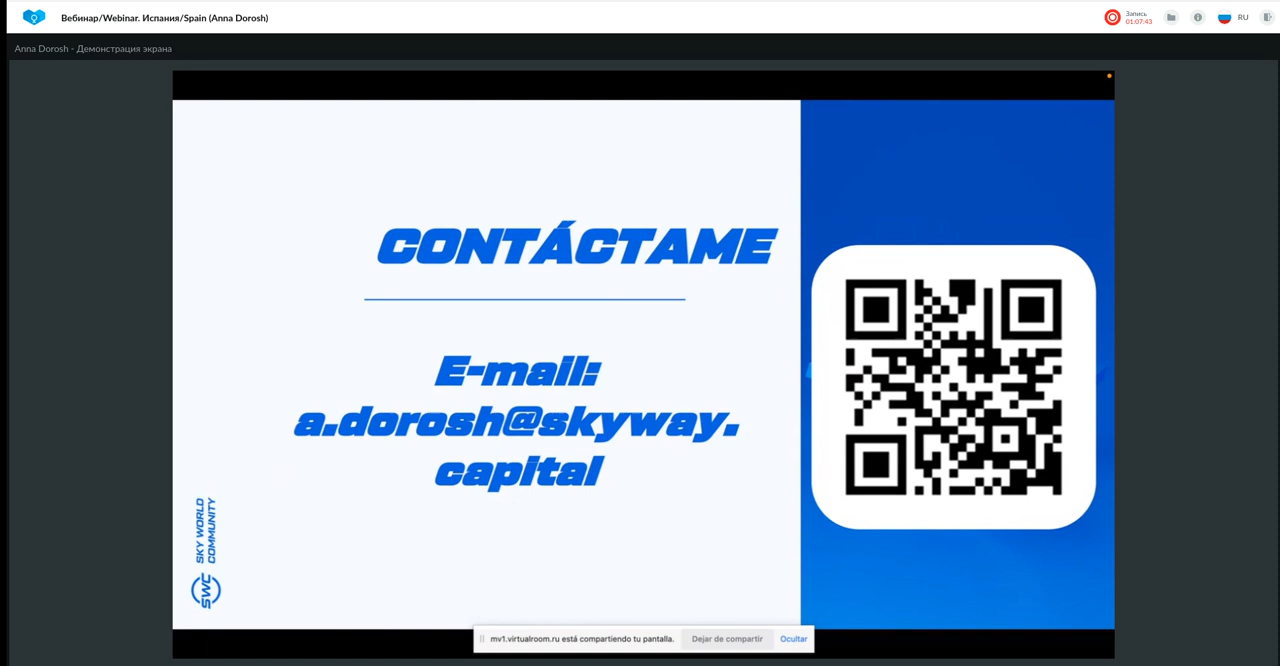 Вебинар/Webinar. Испания/Spain (Anna Dorosh)
Запись
01:07:43
RU
Anna Dorosh - Демонстрация экрана
CONTÁCTAME
E-mail:
a.dorosh@skyway.
capital
SKY WORLD
COMMUNITY
SWC
mv1.virtualroom.ru está compartiendo tu pantalla.
Dejar de compartir
Ocultar